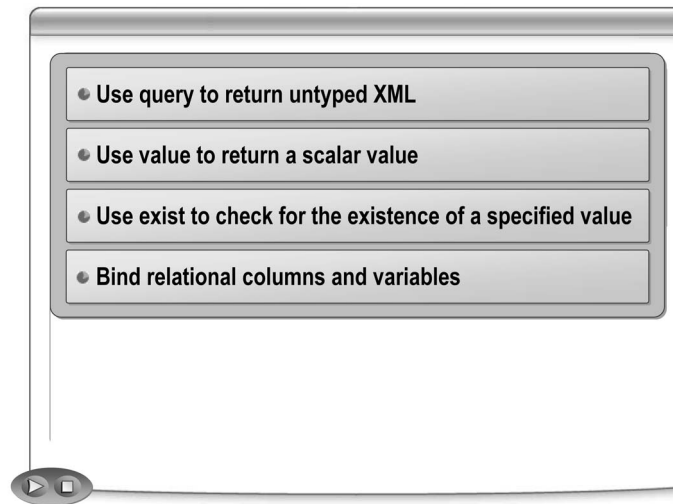 Use query to return untyped XML
Use value to return a scalar value
Use exist to check for the existence of a specified value
Bind relational columns and variables